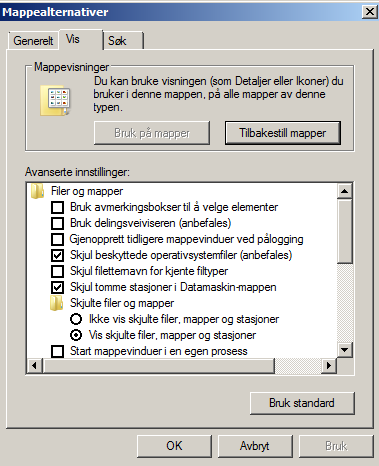 Mappealternativer
Generelt
Vis
Søk
Mappevisninger
Du kan bruke visningen (som Detaljer eller Ikoner) du
bruker i denne mappen, på alle mapper av denne
typen.
Bruk på mapper
Tilbakestill mapper
Avanserte innstillinger:
Filer og mapper
Bruk avmerkingsbokser til å velge elementer
Bruk delingsveiviseren (anbefales)
Gjenopprett tidligere mappevinduer ved pålogging
Skjul beskyttede operativsystemfiler (anbefales)
Skjul filetternavn for kjente filtyper
Skjul tomme stasjoner i Datamaskin-mappen
Skjulte filer og mapper
Ikke vis skjulte filer, mapper og stasjoner
Vis skjulte filer, mapper og stasjoner
Start mappevinduer i en egen prosess
Bruk standard
OK
Avbryt
Bruk